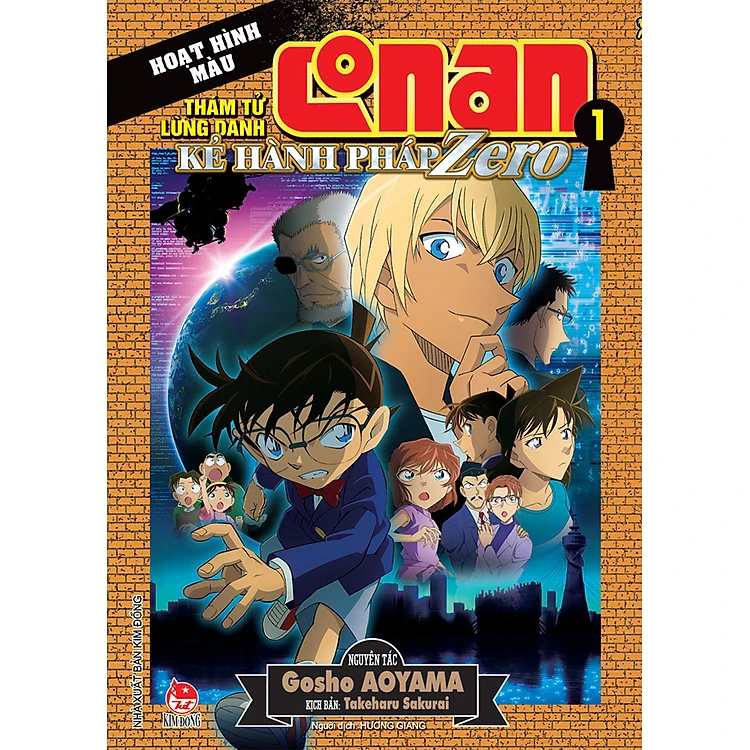 HOẠT HÌNH
MÀU
THÁM TỬ
LỪNG DANH
CONAN
KẺ HÀNH PHÁP Zero
1
NGUYÊN TÁC
Gosho AOYAMA
KỊCH BẢN: Takeharu Sakurai
Người dịch: HƯƠNG GIANG
NHÀ XUẤT BẢN KIM ĐỒNG
KIM ĐỒNG